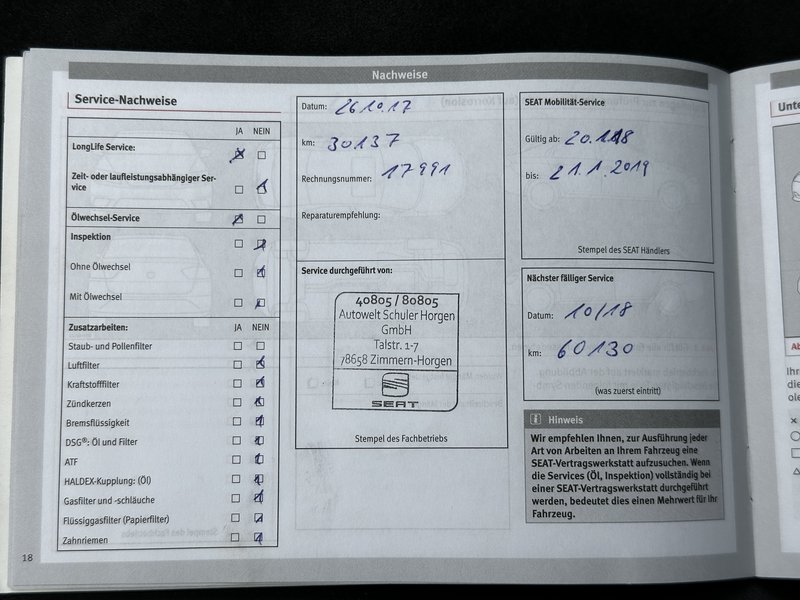 Nachweise
Service-Nachweise
JA NEIN
LongLife Service:
Zeit- oder laufleistungsabhängiger Ser-
vice
Ölwechsel-Service
Inspektion
Ohne Ölwechsel
Mit Ölwechsel
Zusatzarbeiten: JA NEIN
Staub- und Pollenfilter
Luftfilter
Kraftstofffilter
Zündkerzen
Bremsflüssigkeit
DSG®: Öl und Filter
ATF
HALDEX-Kupplung: (Öl)
Gasfilter und -schläuche
Flüssiggasfilter (Papierfilter)
Zahnriemen
18
Datum: 26.10.17
km: 30137
Rechnungsnummer: 17991
Reparaturempfehlung:
Service durchgeführt von:
40805 / 80805
Autowelt Schuler Horgen
GmbH
Talstr. 1-7
78658 Zimmern-Horgen
SEAT
Stempel des Fachbetriebs
SEAT Mobilität-Service
Gültig ab: 20.1.18
bis: 21.1.2019
Stempel des SEAT Händlers
Nächster fälliger Service
Datum: 10/18
km: 60130
(was zuerst eintritt)
Hinweis
Wir empfehlen Ihnen, zur Ausführung jeder
Art von Arbeiten an Ihrem Fahrzeug eine
SEAT-Vertragswerkstatt aufzusuchen. Wenn
die Services (Öl, Inspektion) vollständig bei
einer SEAT-Vertragswerkstatt durchgeführt
werden, bedeutet dies einen Mehrwert für Ihr
Fahrzeug.